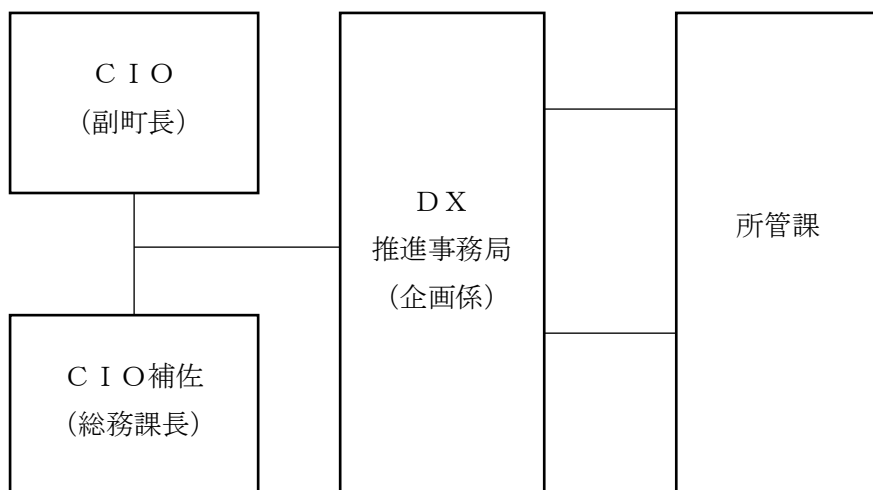 ＣＩＯ
（副町長）
ＣＩＯ補佐
（総務課長）
ＤＸ
推進事務局
（企画係）
所管課